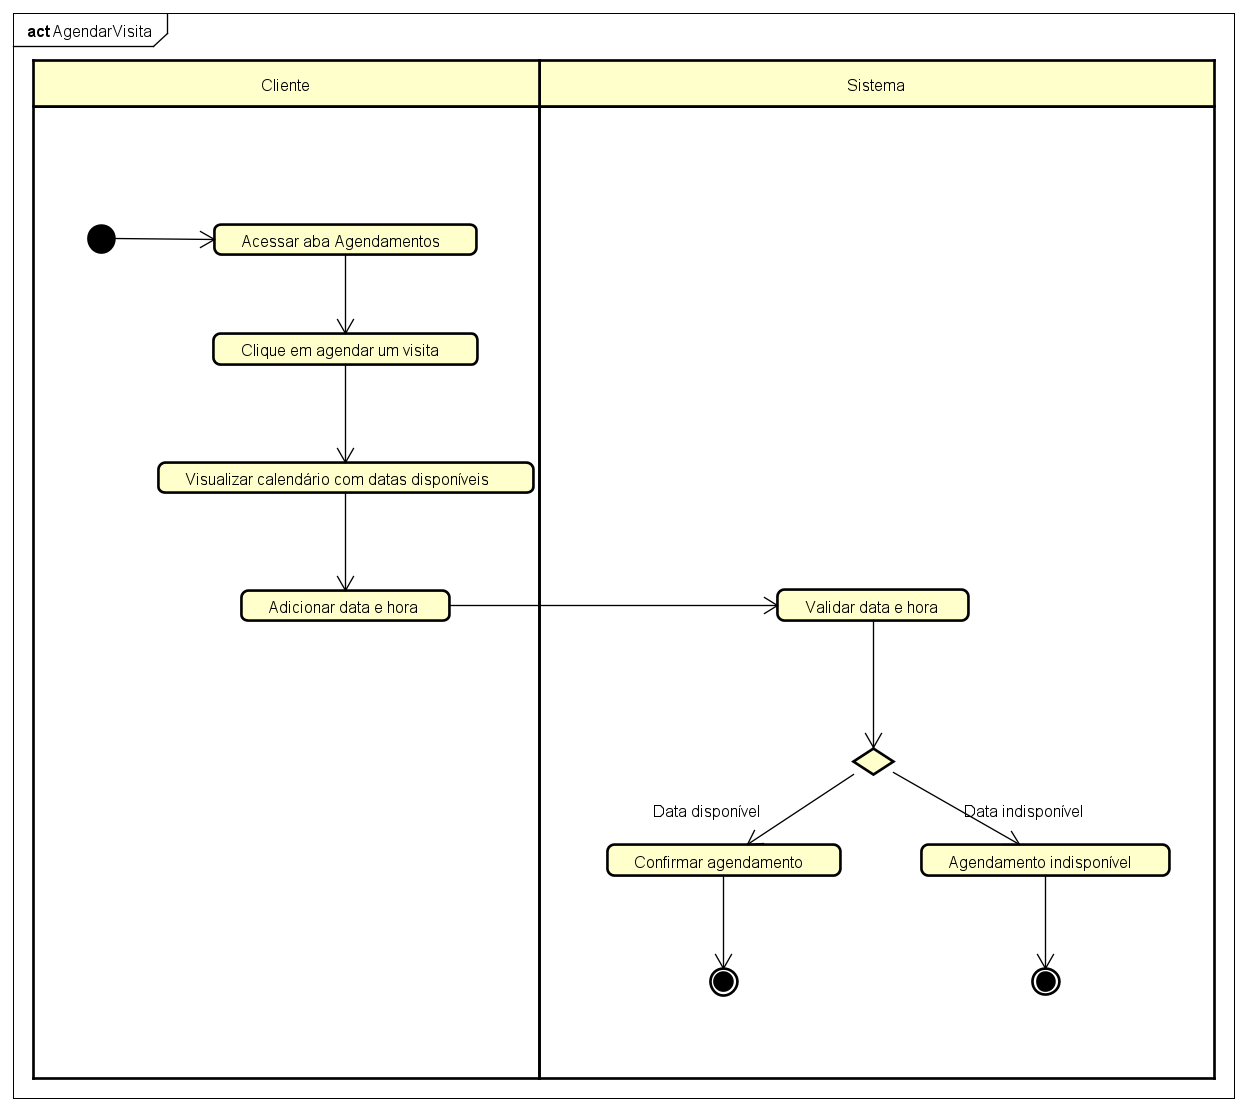 act AgendarVisita
Cliente
Sistema
Acessar aba Agendamentos
Clique em agendar um visita
Visualizar calendário com datas disponíveis
Adicionar data e hora
Validar data e hora
Data disponível
Data indisponível
Confirmar agendamento
Agendamento indisponível